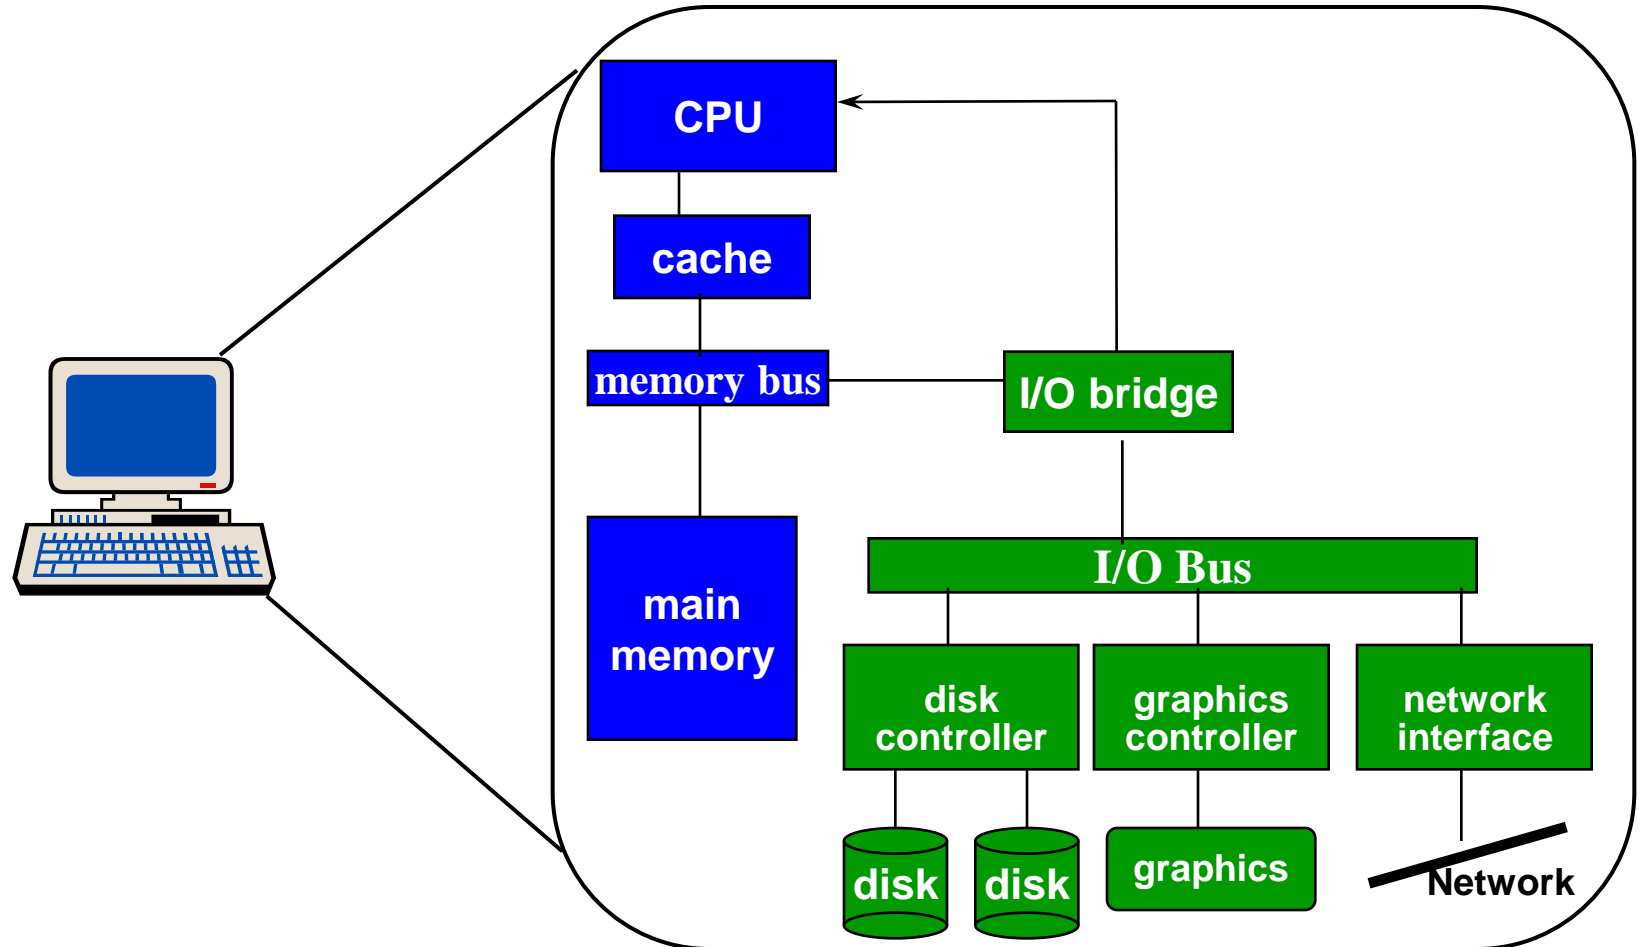 CPU
cache
memory bus
I/O bridge
main
memory
I/O Bus
disk
controller
graphics
controller
network
interface
disk
disk
graphics
Network